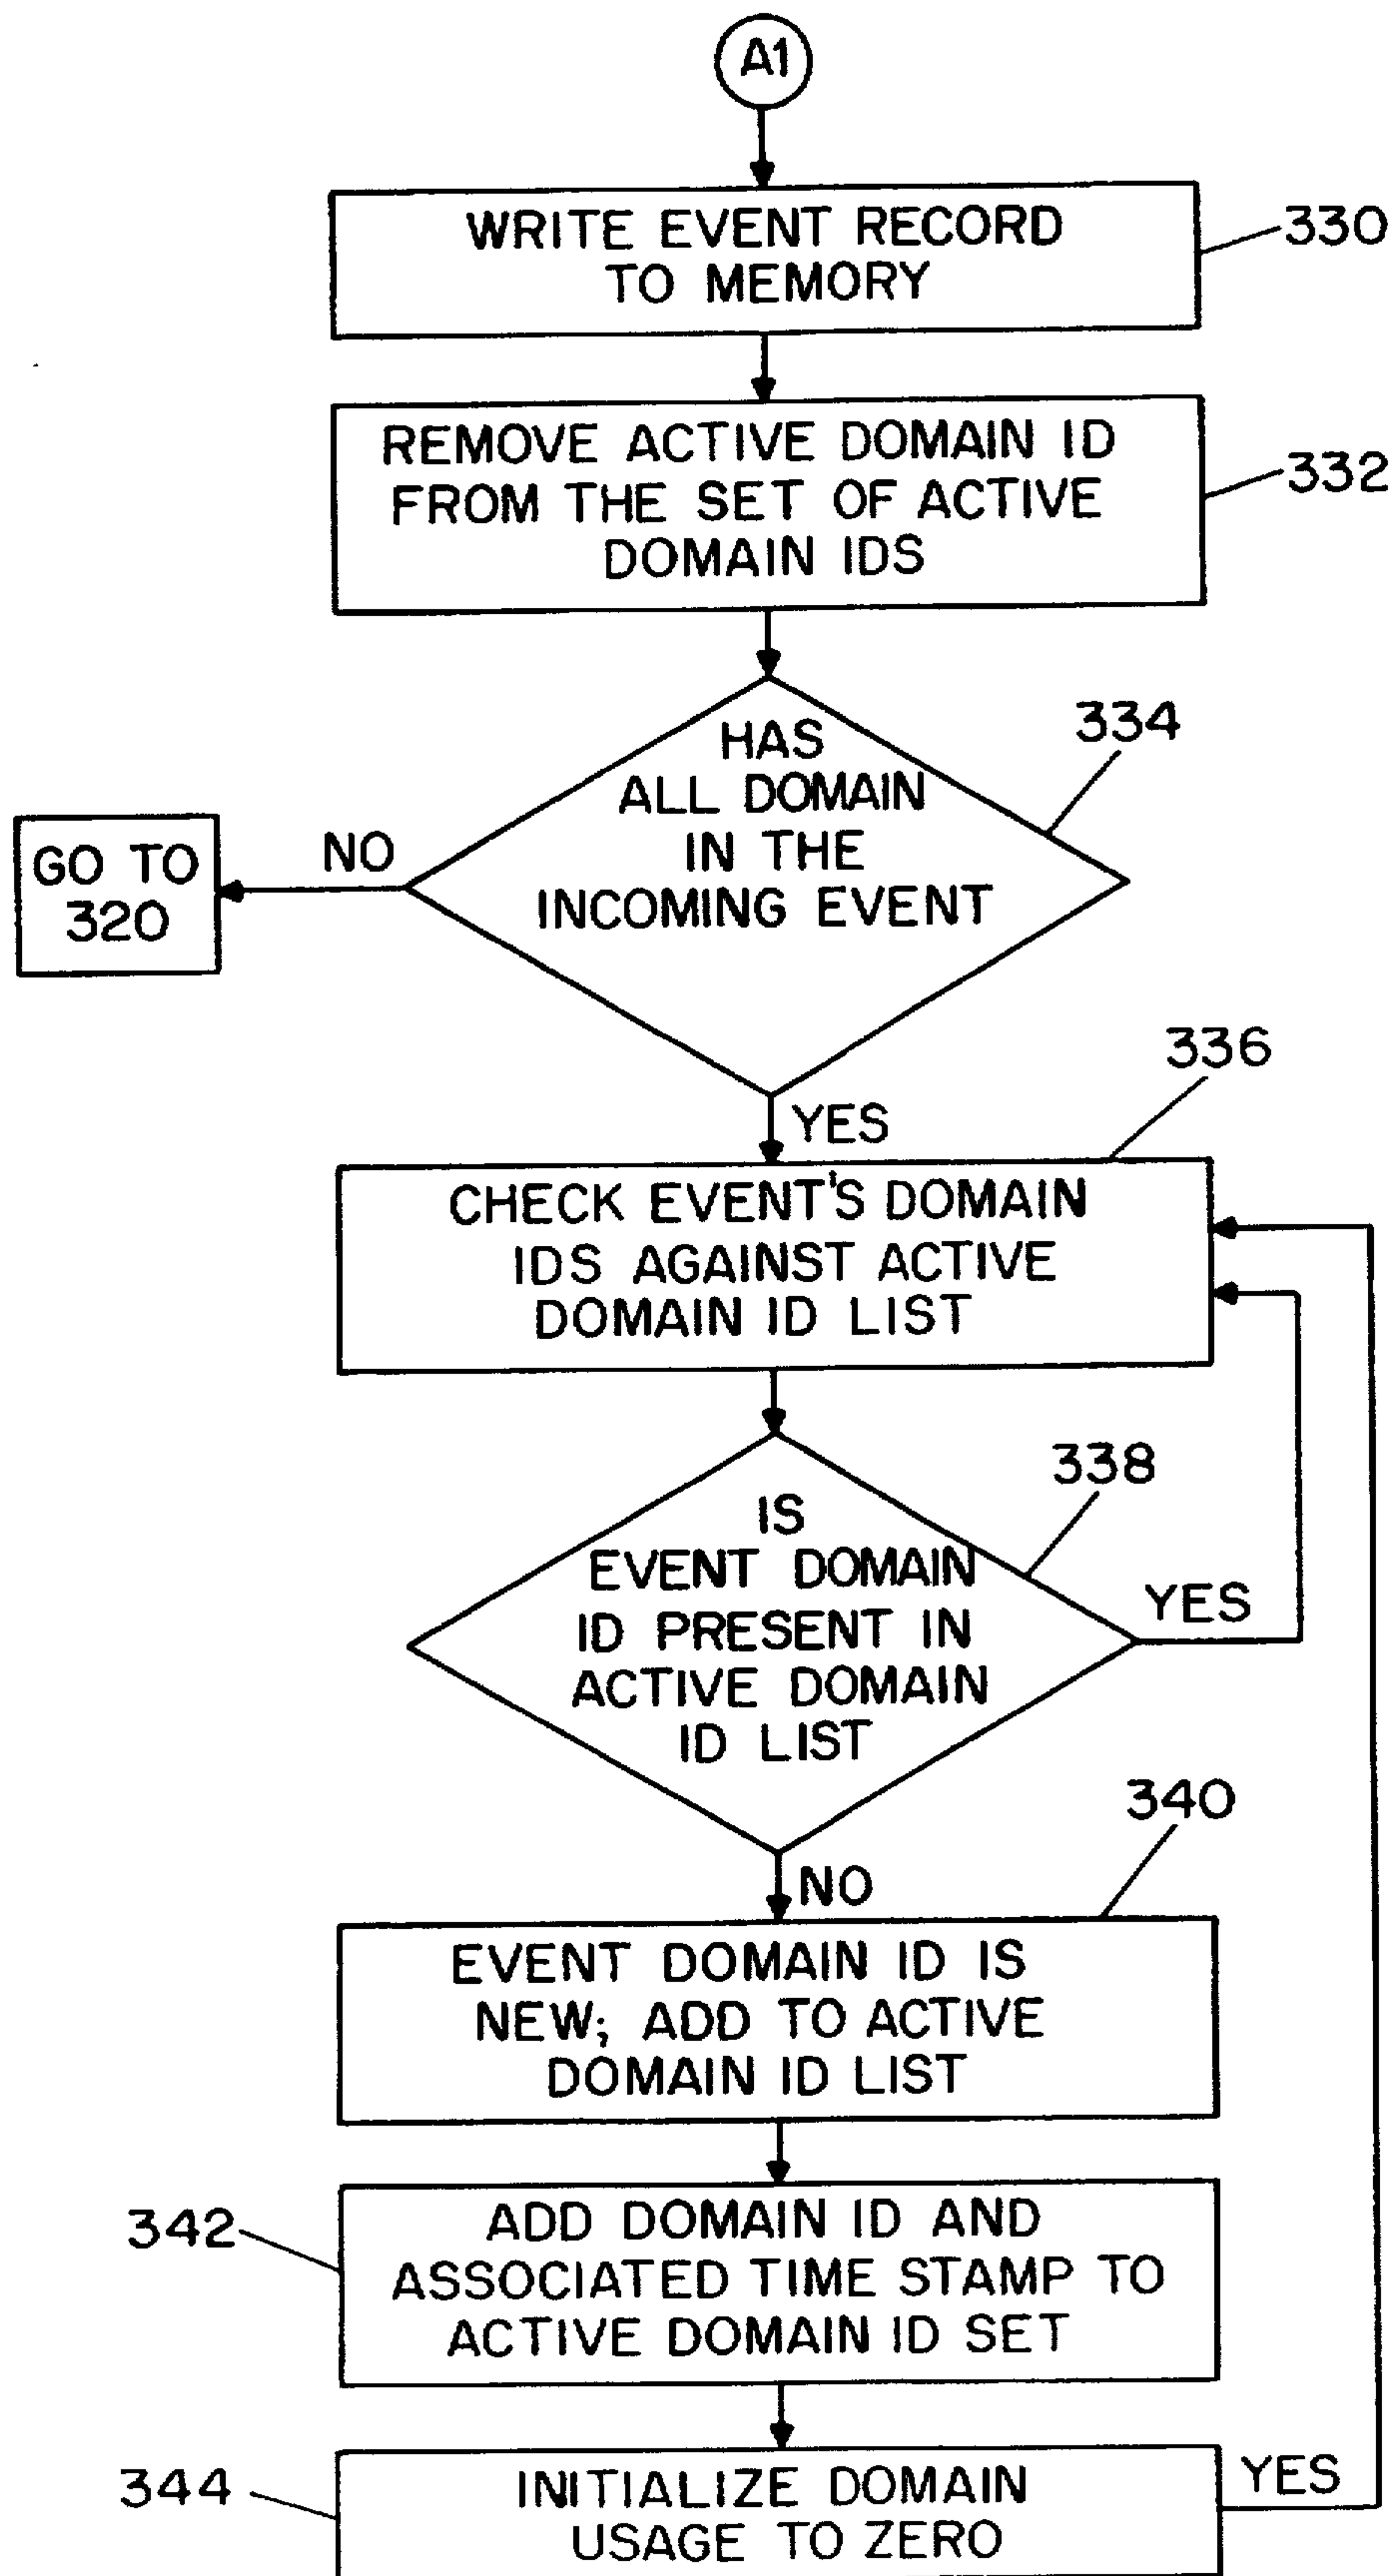 A1
WRITE EVENT RECORD
TO MEMORY
330
REMOVE ACTIVE DOMAIN ID
FROM THE SET OF ACTIVE
DOMAIN IDS
332
HAS
ALL DOMAIN
IN THE
INCOMING EVENT
334
NO
GO TO
320
YES
336
CHECK EVENT'S DOMAIN
IDS AGAINST ACTIVE
DOMAIN ID LIST
338
IS
EVENT DOMAIN
ID PRESENT IN
ACTIVE DOMAIN
ID LIST
YES
NO
340
EVENT DOMAIN ID IS
NEW; ADD TO ACTIVE
DOMAIN ID LIST
342
ADD DOMAIN ID AND
ASSOCIATED TIME STAMP TO
ACTIVE DOMAIN ID SET
344
INITIALIZE DOMAIN
USAGE TO ZERO
YES